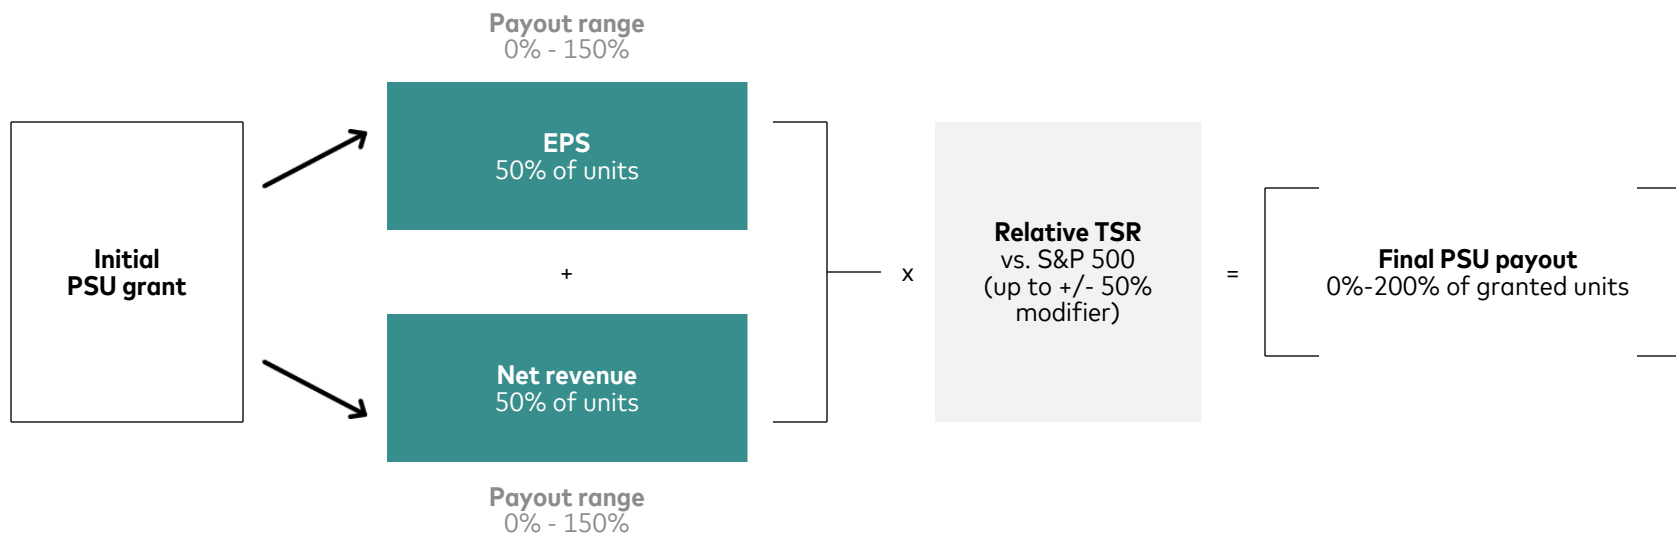 Payout range
0% - 150%
EPS
50% of units
Initial
PSU grant
+
Net revenue
50% of units
Payout range
0% - 150%
x
Relative TSR
vs. S&P 500
(up to +/- 50%
modifier)
=
Final PSU payout
0%-200% of granted units